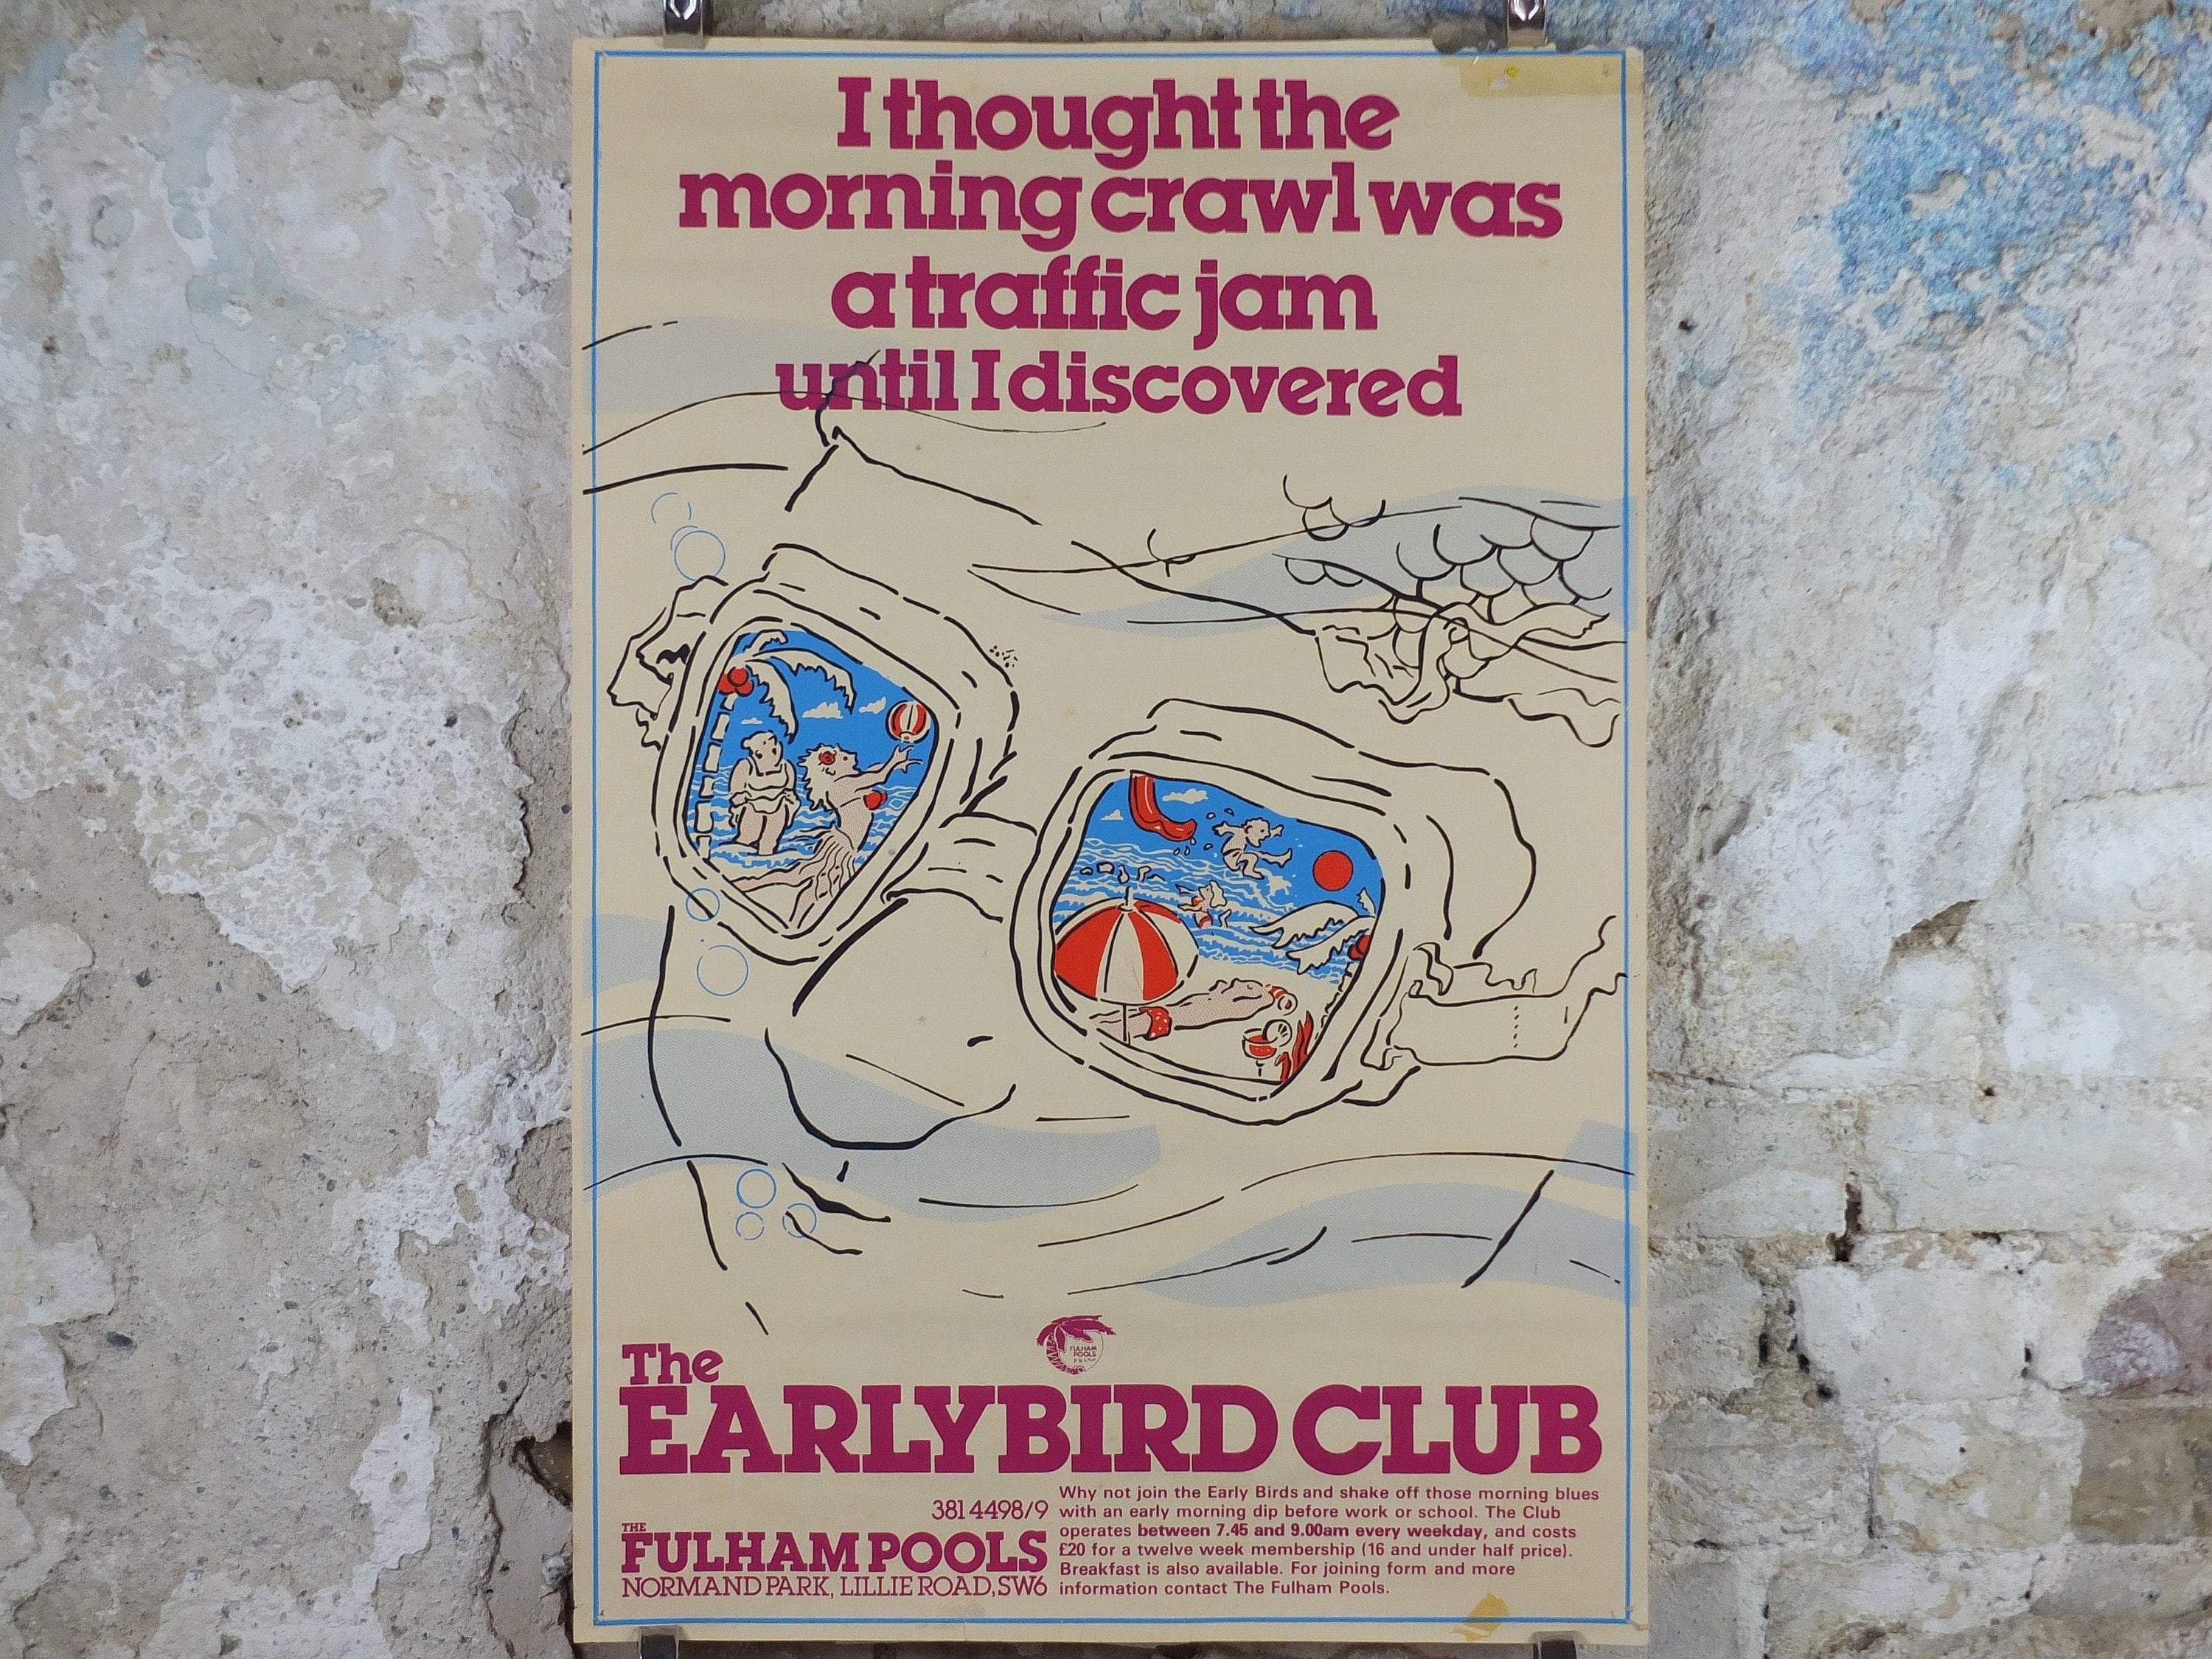 I thought the
morning crawl was
a traffic jam
until I discovered
FULHAM
POOLS
The
EARLYBIRD CLUB
381 4498/9
THE
FULHAM POOLS
NORMAND PARK, LILLIE ROAD, SW6
Why not join the Early Birds and shake off those morning blues
with an early morning dip before work or school. The Club
operates between 7.45 and 9.00am every weekday, and costs
£20 for a twelve week membership (16 and under half price).
Breakfast is also available. For joining form and more
information contact The Fulham Pools.